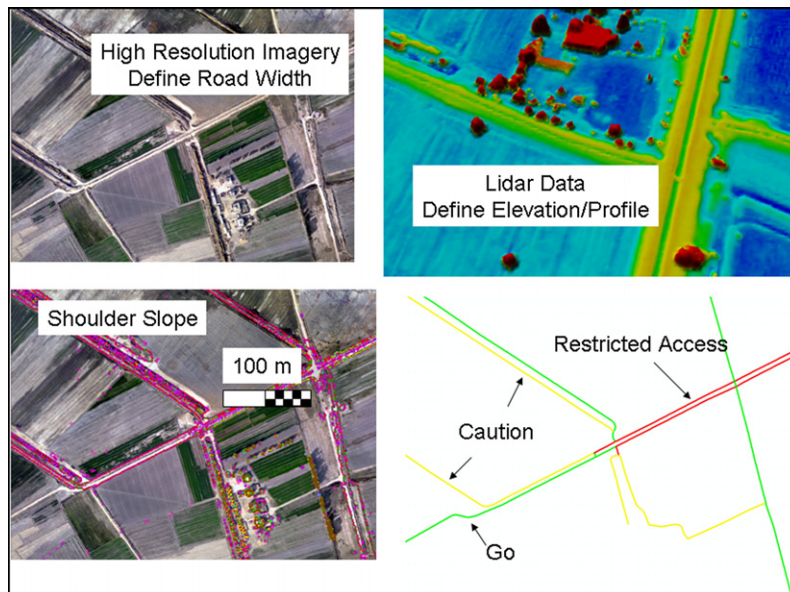 High Resolution Imagery
Define Road Width
Lidar Data
Define Elevation/Profile
Shoulder Slope
100 m
Restricted Access
Caution
Go